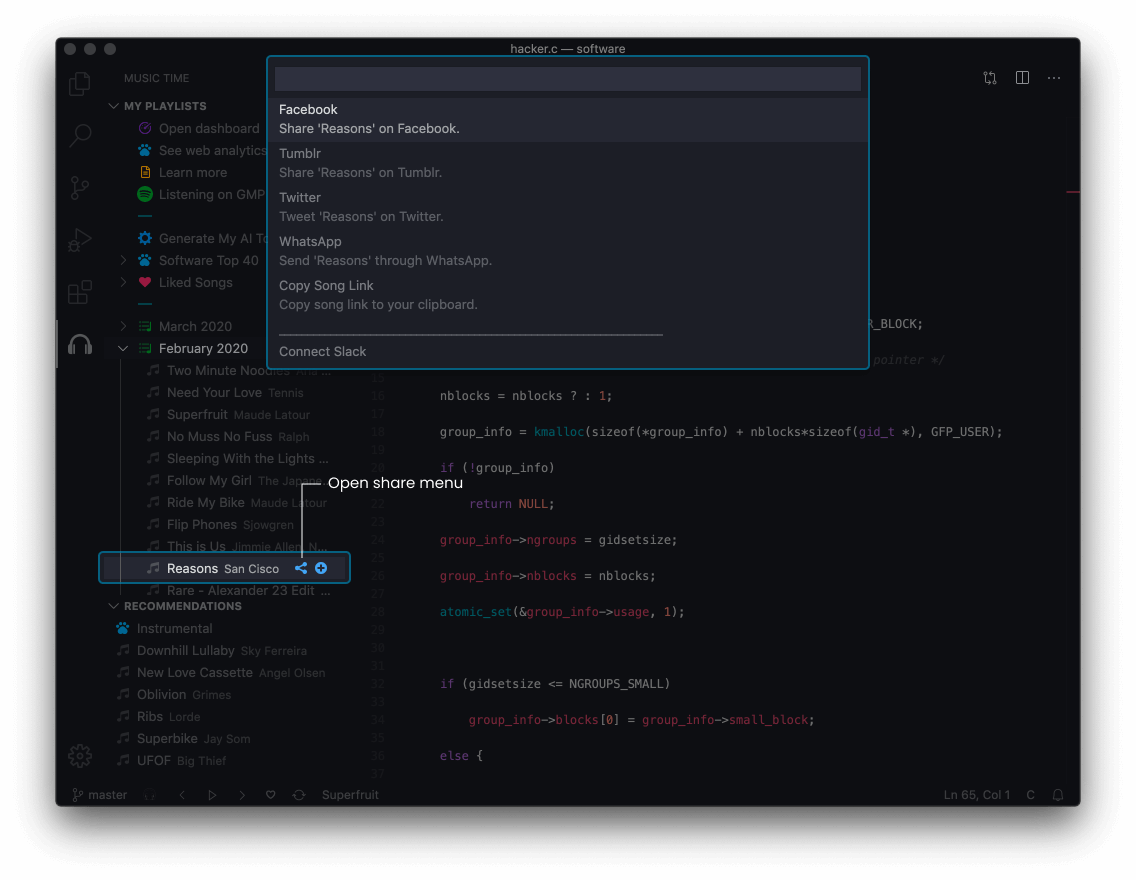 hacker.c — software
MUSIC TIME
MY PLAYLISTS
Open dashboard
See web analytics
Learn more
Listening on GMP
Generate My AI To
Software Top 40
Liked Songs
March 2020
February 2020
Two Minute Noodles Ana ...
Need Your Love Tennis
Superfruit Maude Latour
No Muss No Fuss Ralph
Sleeping With the Lights ...
Follow My Girl The Japane...
Ride My Bike Maude Latour
Flip Phones Sjowgren
This is Us Jimmie Allen, N...
Reasons San Cisco
Rare - Alexander 23 Edit ...
RECOMMENDATIONS
Instrumental
Downhill Lullaby Sky Ferreira
New Love Cassette Angel Olsen
Oblivion Grimes
Ribs Lorde
Superbike Jay Som
UFOF Big Thief
Facebook
Share 'Reasons' on Facebook.
Tumblr
Share 'Reasons' on Tumblr.
Twitter
Tweet 'Reasons' on Twitter.
WhatsApp
Send 'Reasons' through WhatsApp.
Copy Song Link
Copy song link to your clipboard.
Connect Slack
Open share menu
R_BLOCK;
pointer */
15
16 nblocks = nblocks ? : 1;
17
18 group_info = kmalloc(sizeof(*group_info) + nblocks*sizeof(gid_t *), GFP_USER);
19
20 if (!group_info)
22 return NULL;
23
24 group_info->ngroups = gidsetsize;
25
26 group_info->nblocks = nblocks;
27
28 atomic_set(&group_info->usage, 1);
29
30
31
32 if (gidsetsize <= NGROUPS_SMALL)
33
34 group_info->blocks[0] = group_info->small_block;
35
36 else {
37
master
Superfruit
Ln 65, Col 1
C